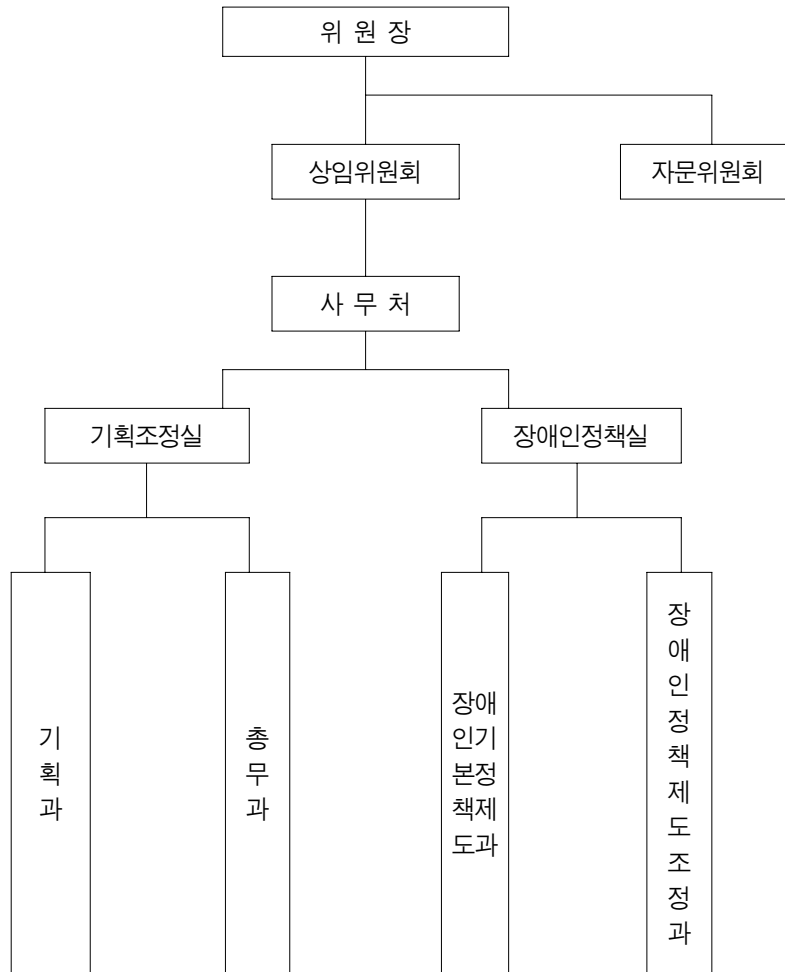 위 원 장
상임위원회
자문위원회
사 무 처
기획조정실
장애인정책실
기
획
과
총
무
과
장애
인기
본정
책제
도과
장
애
인
정
책
제
도
조
정
과